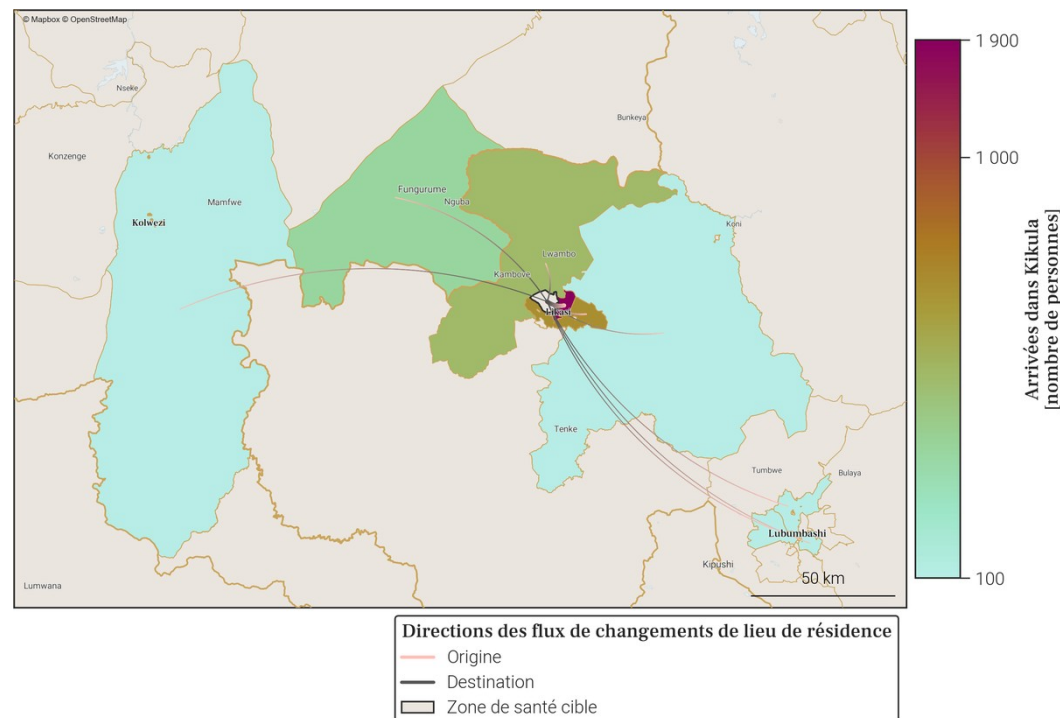 © Mapbox © OpenStreetMap
Nseke
Bunkeya
Konzenge
Fungurume
Nguba
Mamfwe
Kolwezi
Koni
Lwambo
Kambove
Likasi
Tenke
Tumbwe
Bulaya
Lubumbashi
Kipushi
Lumwana
50 km
1 900
1 000
100
Arrivées dans Kikula
[nombre de personnes]
Directions des flux de changements de lieu de résidence
Origine
Destination
Zone de santé cible